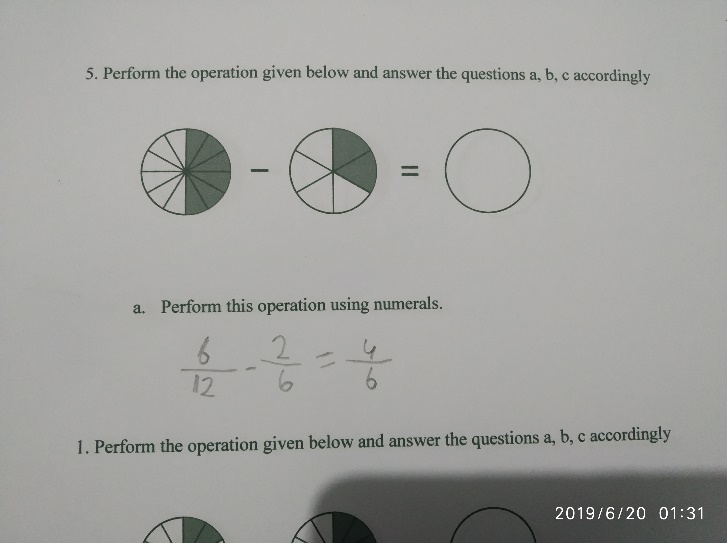 5. Perform the operation given below and answer the questions a, b, c accordingly
− =
a. Perform this operation using numerals.
6/12 - 2/6 = 4/6
1. Perform the operation given below and answer the questions a, b, c accordingly
2019/6/20 01:31